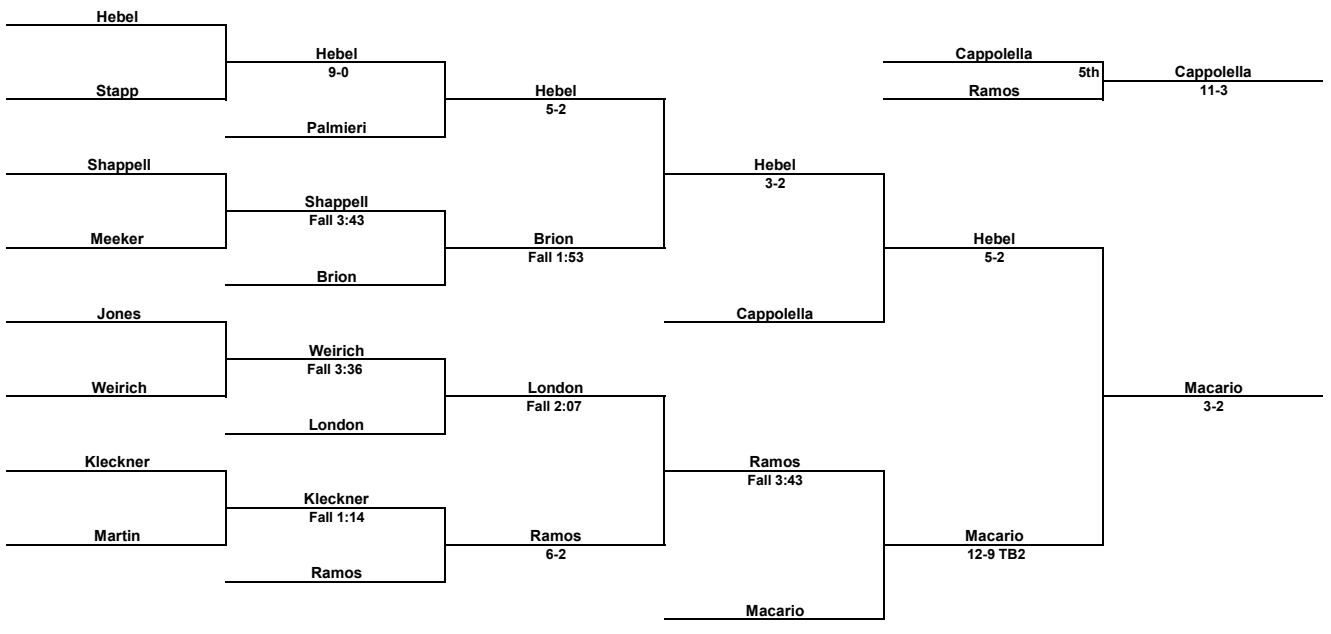 Hebel
Hebel
9-0
Stapp
Hebel
5-2
Palmieri
Shappell
Hebel
3-2
Shappell
Fall 3:43
Meeker
Brion
Fall 1:53
Brion
Hebel
5-2
Jones
Cappolella
Weirich
Fall 3:36
Weirich
London
Fall 2:07
London
Macario
3-2
Kleckner
Ramos
Fall 3:43
Kleckner
Fall 1:14
Martin
Ramos
6-2
Ramos
Macario
12-9 TB2
Macario
Cappolella
5th
Ramos
Cappolella
11-3